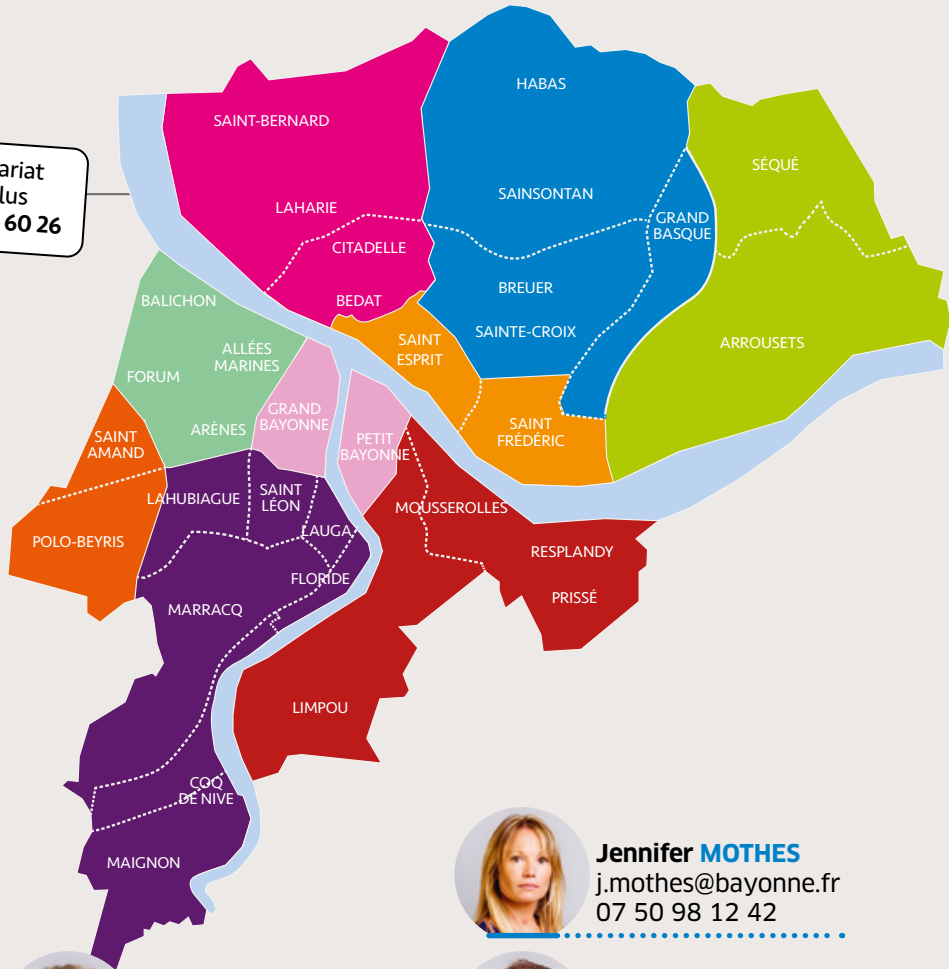 HABAS
SAINT-BERNARD
SÉQUÉ
lus
60 26
SAINSONTAN
LAHARIE
GRAND
BASQUE
CITADELLE
BREUER
BALICHON
BEDAT
SAINTE-CROIX
SAINT
ESPRIT
ARROUSETS
ALLÉES
MARINES
FORUM
GRAND
BAYONNE
ARÈNES
SAINT
FRÉDÉRIC
SAINT
AMAND
PETIT
BAYONNE
LAHUBIAGUE
SAINT
LÉON
MOUSSEROLLES
LAUGA
POLO-BEYRIS
RESPLANDY
FLORIDE
PRISSÉ
MARRACQ
LIMPOU
COQ
DE NIVE
MAIGNON
Jennifer MOTHES
j.mothes@bayonne.fr
07 50 98 12 42